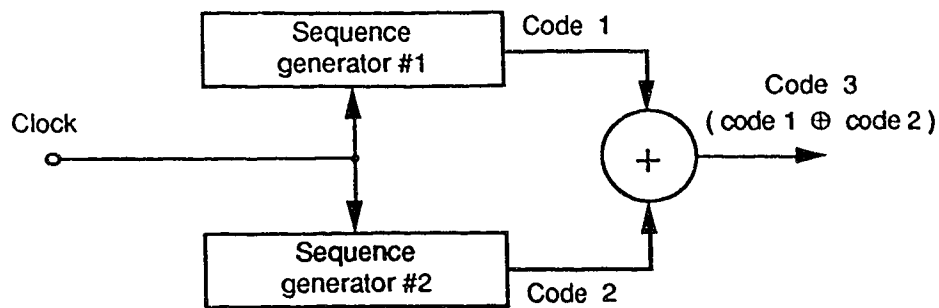 Sequence
generator #1
Code 1
Code 3
( code 1 ⊕ code 2 )
Clock
+
Sequence
generator #2
Code 2